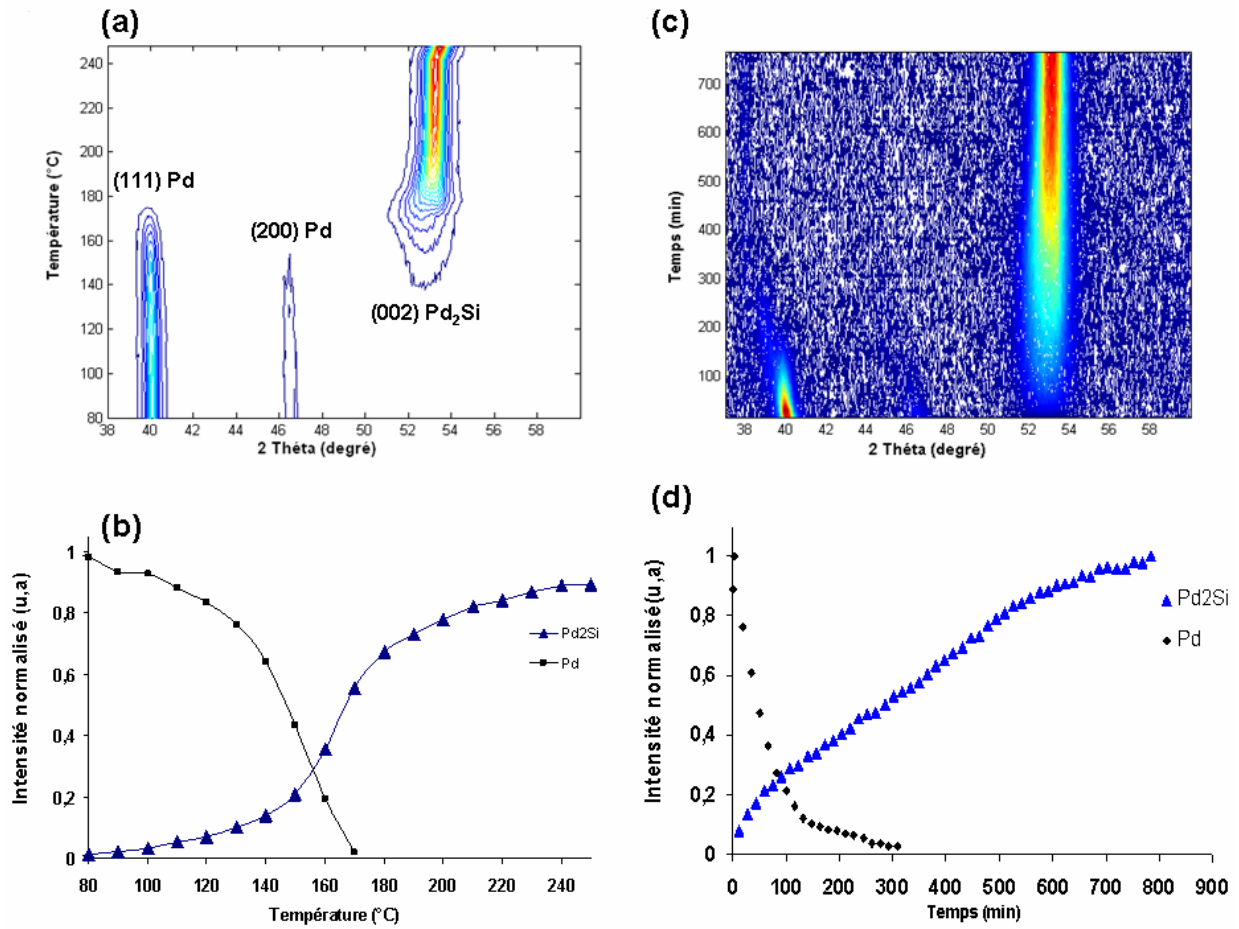 (a)
240
220
200
180
160
140
120
100
80
Température (°C)
(111) Pd
(200) Pd
(002) Pd₂Si
38 40 42 44 46 48 50 52 54 56 58
2 Théta (degré)
(c)
700
600
500
400
300
200
100
Temps (min)
38 40 42 44 46 48 50 52 54 56 58
2 Théta (degré)
(b)
1
0,8
0,6
0,4
0,2
0
Intensité normalisé (u,a)
Pd2Si
Pd
80 100 120 140 160 180 200 220 240
Température (°C)
(d)
1
0,8
0,6
0,4
0,2
0
Intensité normalisé(u,a)
Pd2Si
Pd
0 100 200 300 400 500 600 700 800 900
Temps (min)